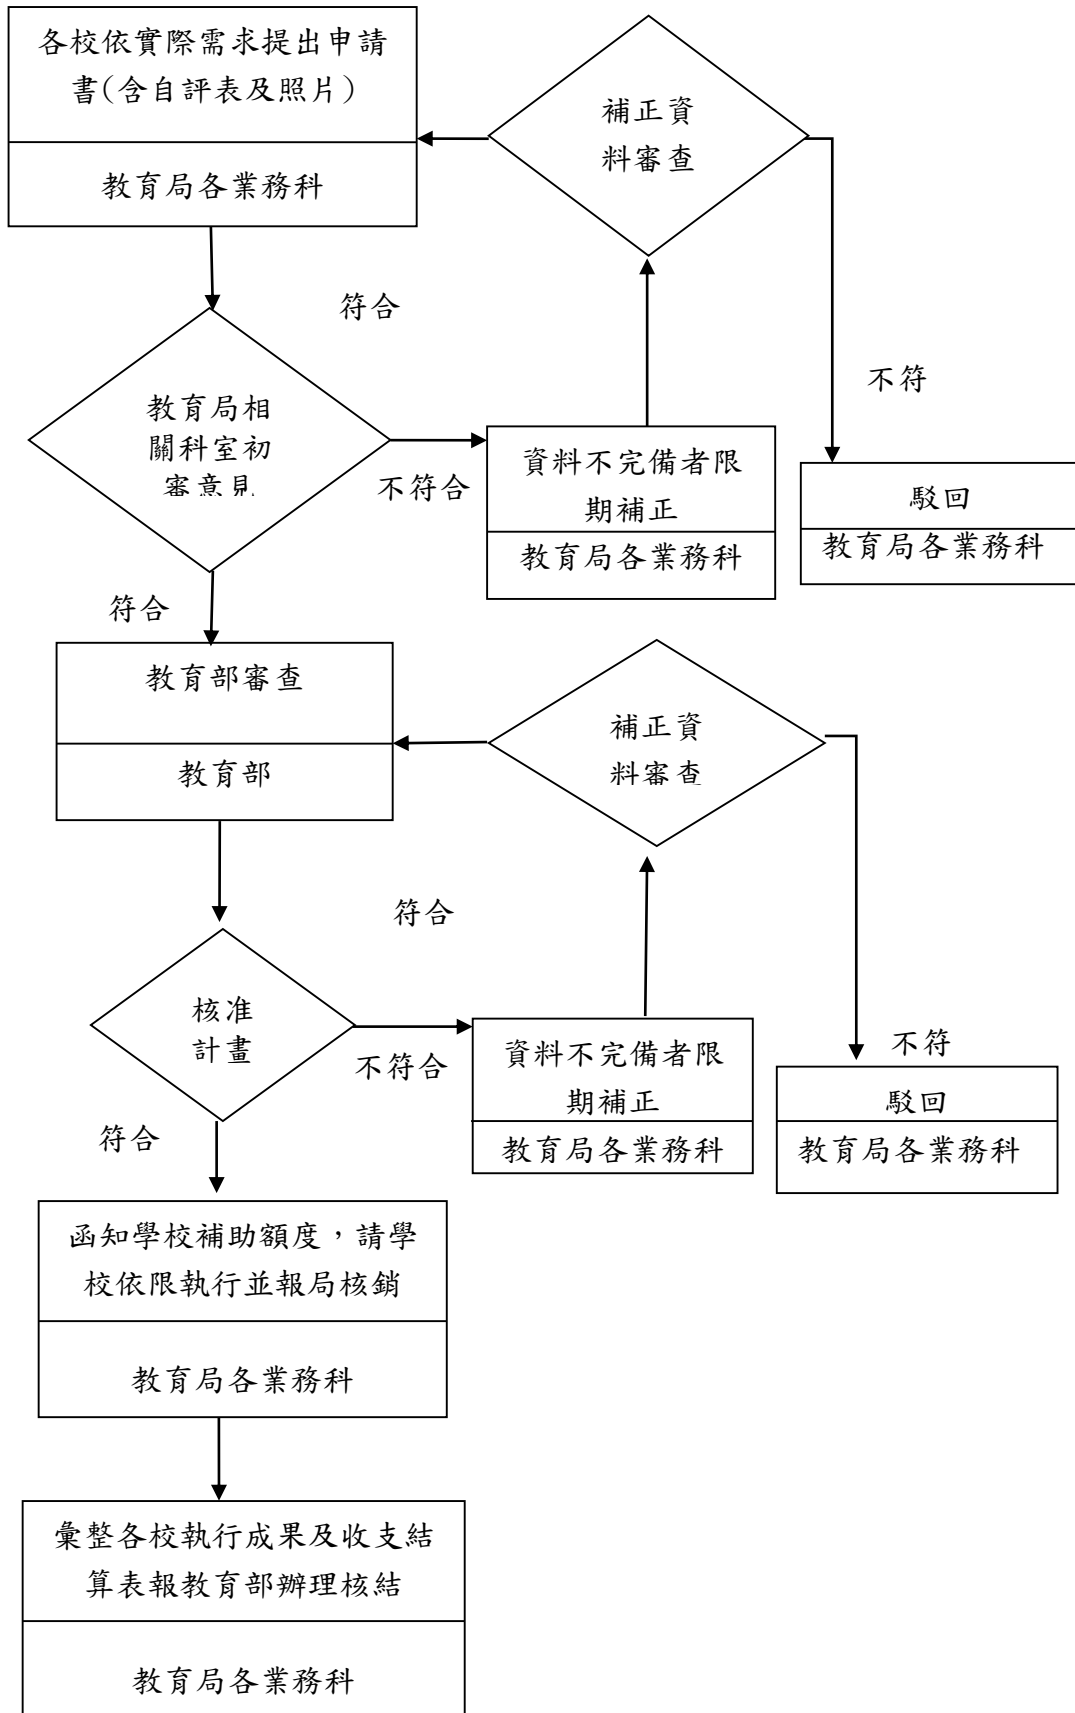 各校依實際需求提出申請
書(含自評表及照片)
教育局各業務科
補正資
料審查
符合
不符
教育局相
關科室初
審意見
不符合
資料不完備者限
期補正
教育局各業務科
駁回
教育局各業務科
符合
教育部審查
教育部
補正資
料審查
符合
核准
計畫
不符合
資料不完備者限
期補正
教育局各業務科
不符
駁回
教育局各業務科
符合
函知學校補助額度，請學
校依限執行並報局核銷
教育局各業務科
彙整各校執行成果及收支結
算表報教育部辦理核結
教育局各業務科